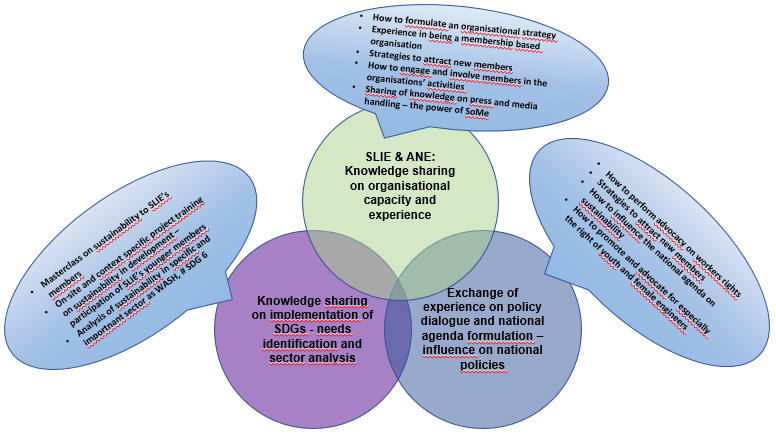 • How to formulate an organisational strategy
• Experience in being a membership based
organisation
• Strategies to attract new members
• How to engage and involve members in the
organisations’ activities
• Sharing of knowledge on press and media
handling – the power of SoMe
SLIE & ANE:
Knowledge sharing
on organisational
capacity and
experience
• Masterclass on sustainability to SLIE’s
members
• On-site and context specific project training
on sustainability in development –
participation of SLIE’s younger members
• Analysis of sustainability in specific and
importnant sector as WASH, # SDG 6
• How to perform advocacy on workers rights
• Strategies to attract new members
• How to influence the national agenda on
sustainability
• How to promote and advocate for especially
the right of youth and female engineers
Knowledge sharing
on implementation of
SDGs - needs
identification and
sector analysis
Exchange of
experience on policy
dialogue and national
agenda formulation –
influence on national
policies